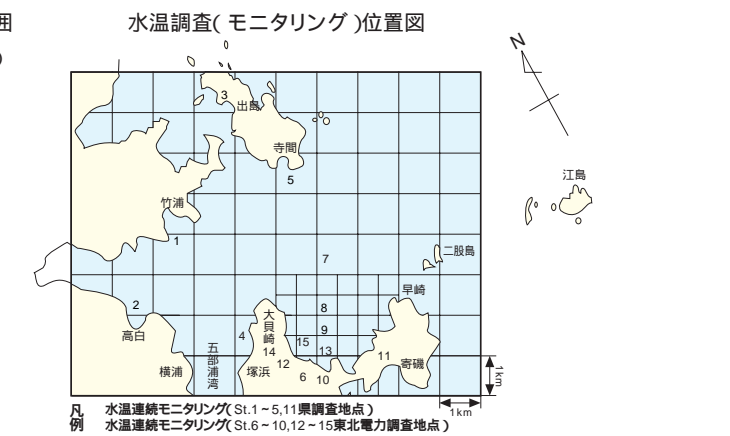 囲
)
水温調査( モニタリング )位置図
N
3
出島
寺間
5
江島
竹浦
1
7
二股島
早崎
2
8
高白
大貝崎
9
4
15
五部浦湾
14
13
12
11
横浦
塚浜
6
10
寄磯
1km
1km
凡例
水温連続モニタリング(St.1~5,11県調査地点)
水温連続モニタリング(St.6~10,12~15東北電力調査地点)